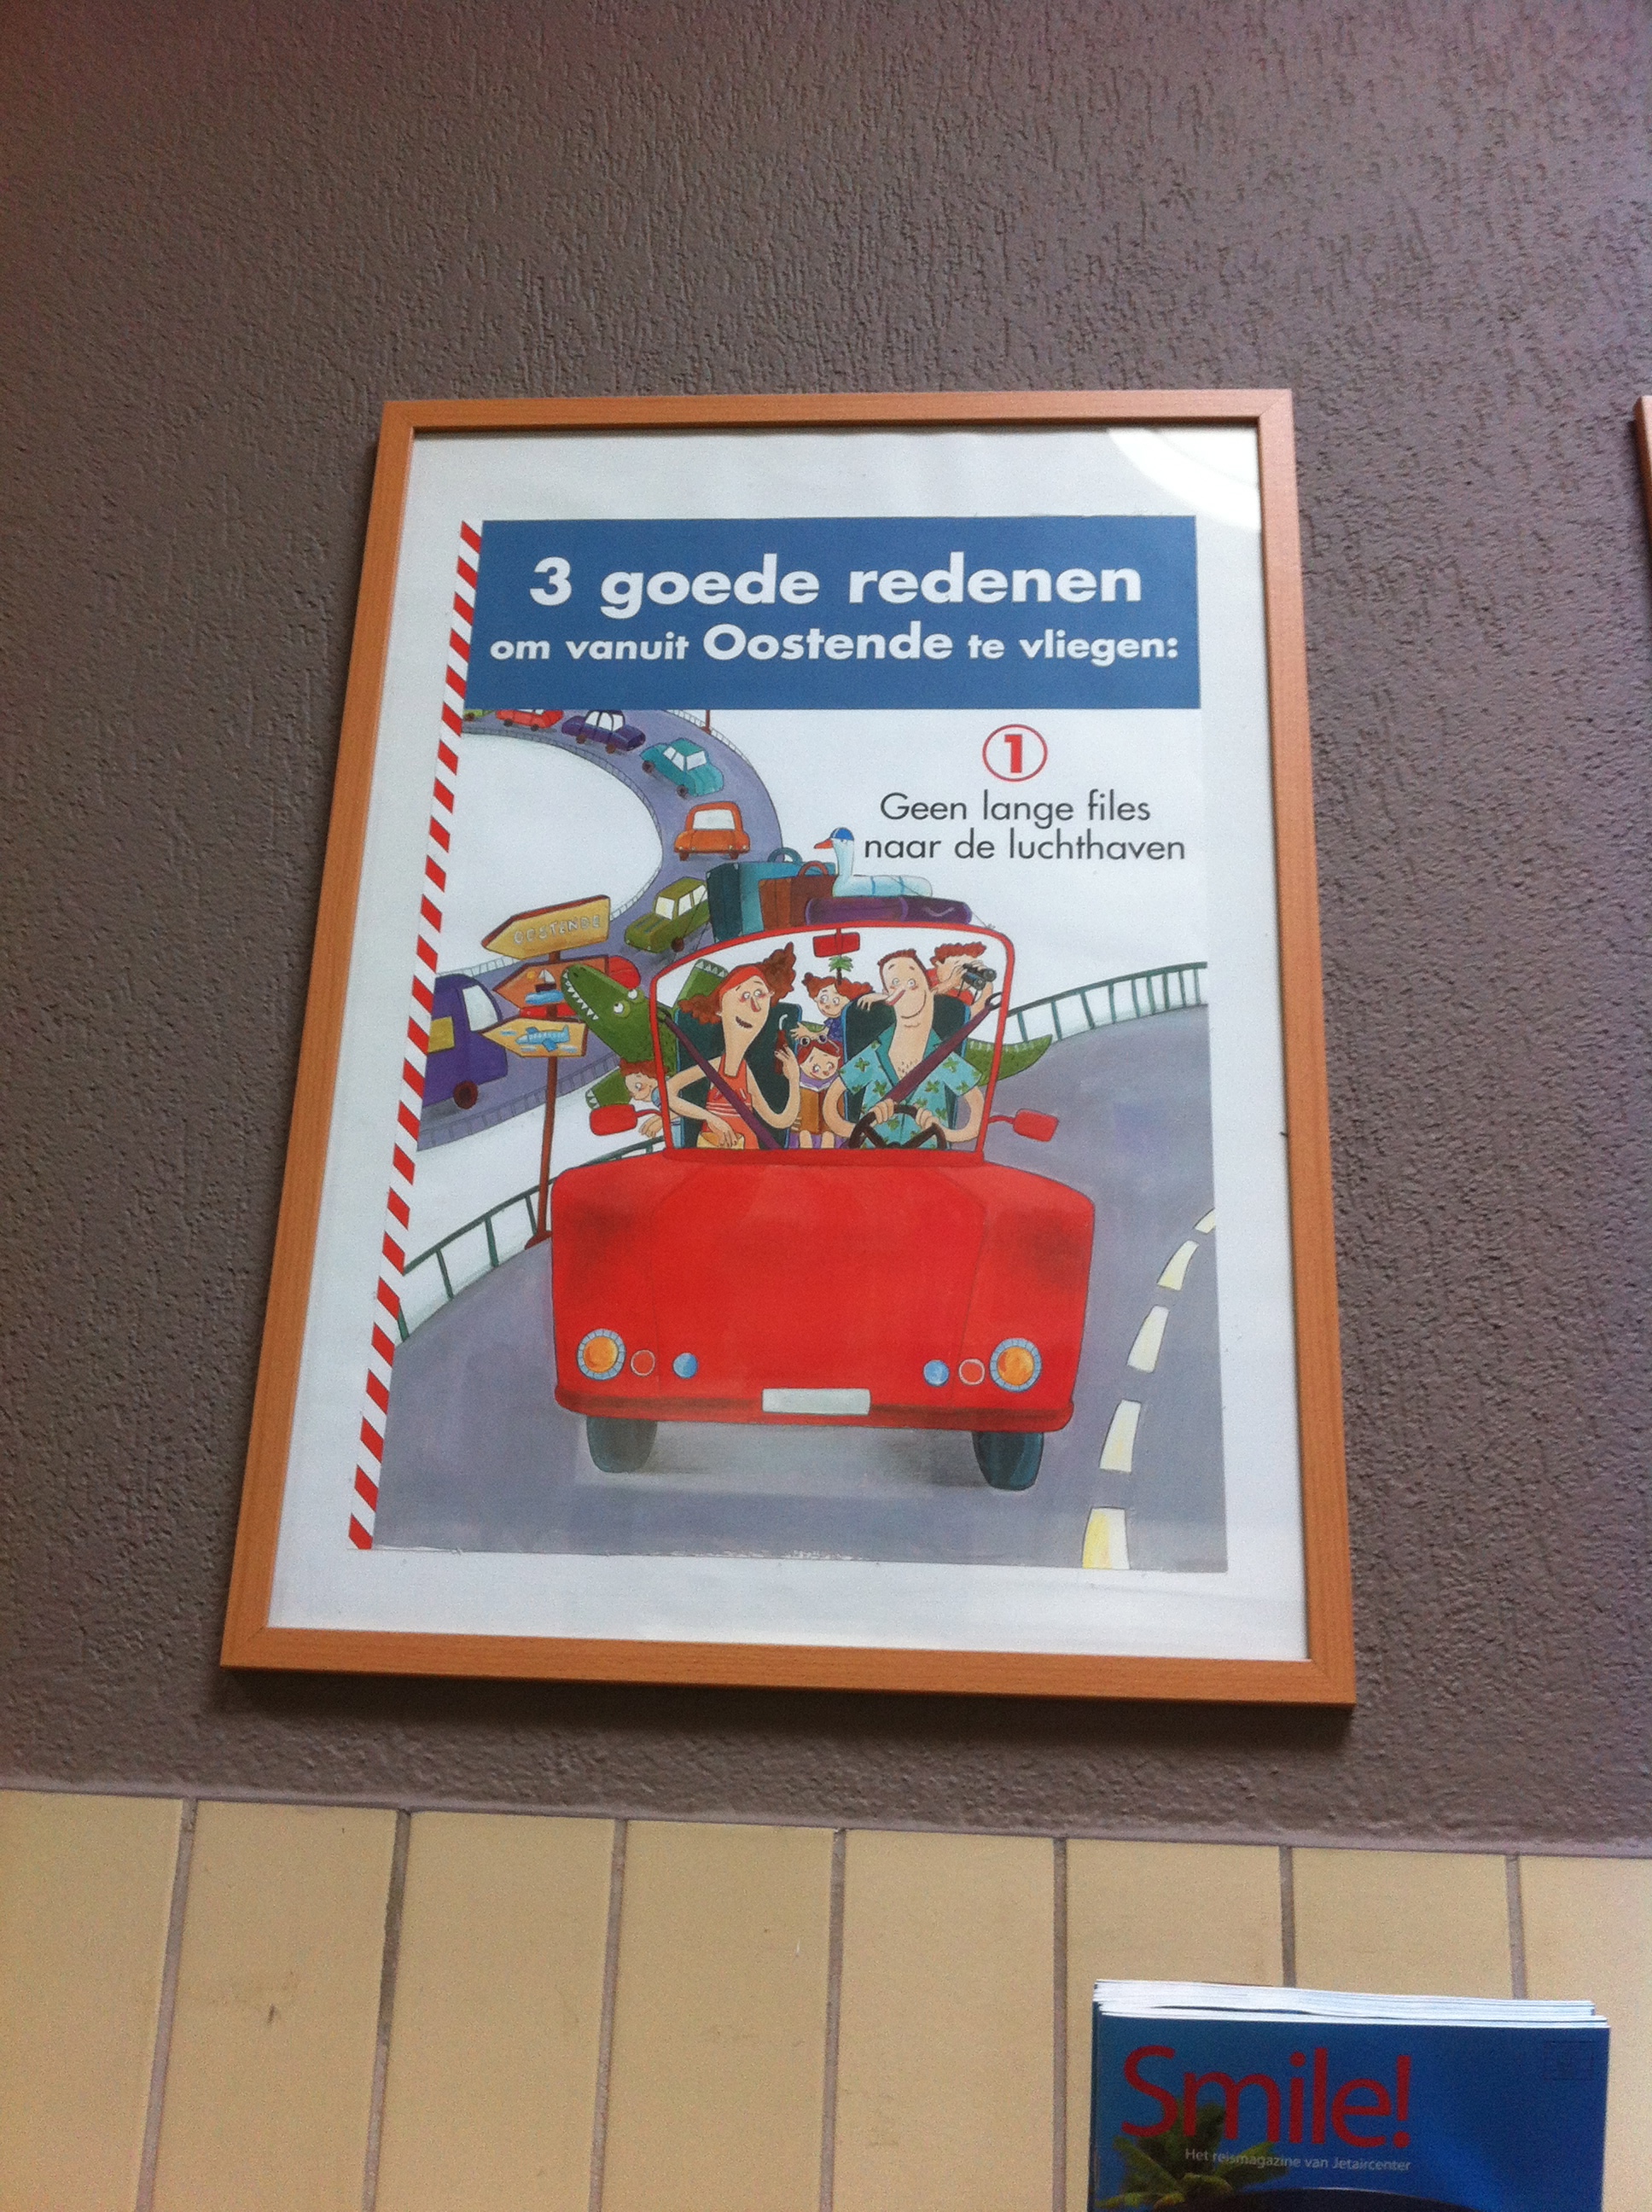 3 goede redenen
om vanuit Oostende te vliegen:
1
Geen lange files
naar de luchthaven
OOSTENDE
Smile!
Het reismagazine van Jetaircenter